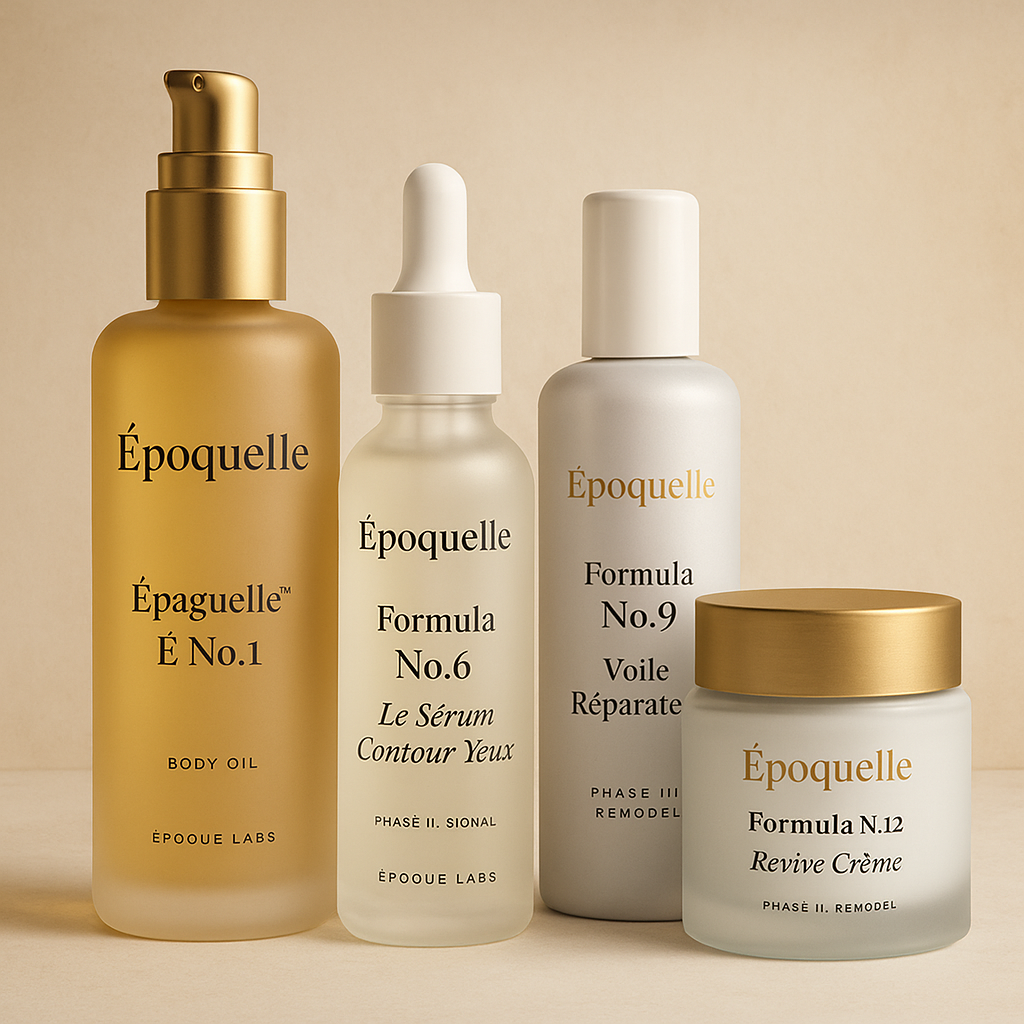 Époquelle
Épaguelle™
É No.1
BODY OIL
ÉPOOUE LABS
Époquelle
Formula
No.6
Le Sérum
Contour Yeux
PHASÈ II. SIONAL
ÉPOOUE LABS
Époquelle
Formula
No.9
Voile
Réparate
PHASE III
REMODEL
Époquelle
Formula N.12
Revive Crème
PHASÈ II. REMODEL